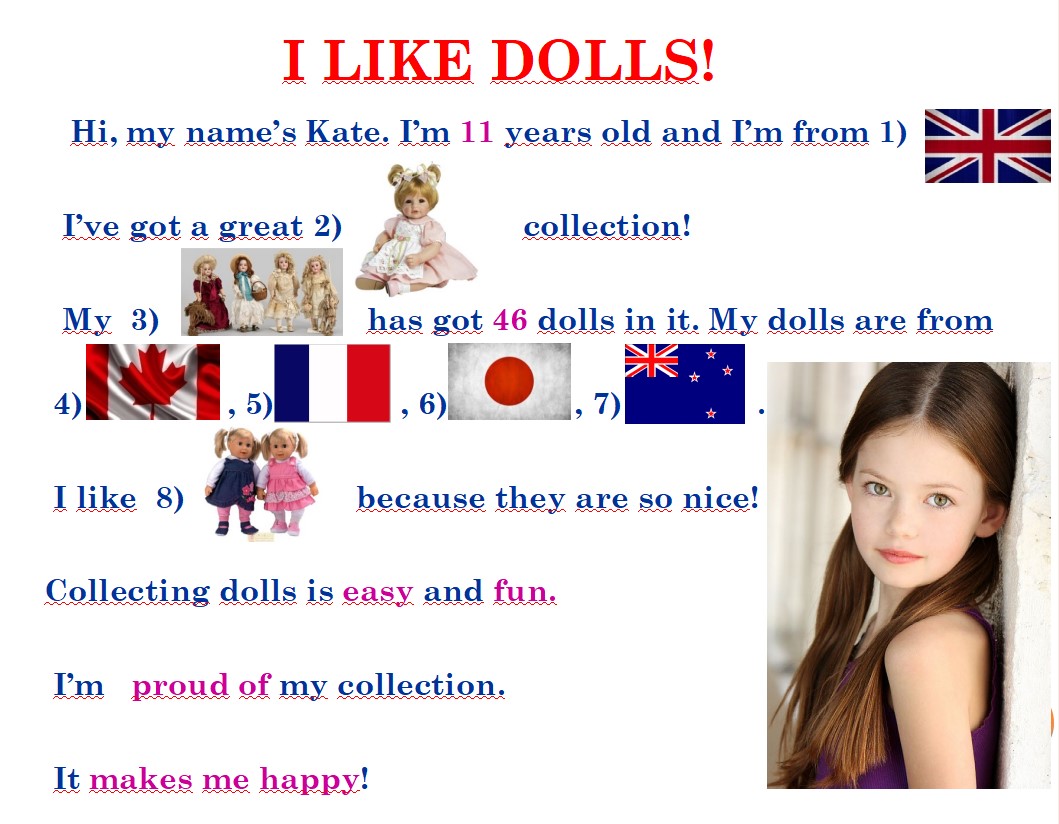 I LIKE DOLLS!
Hi, my name’s Kate. I’m 11 years old and I’m from 1)
I’ve got a great 2) collection!
My 3) has got 46 dolls in it. My dolls are from
4) , 5) , 6) , 7) .
I like 8) because they are so nice!
Collecting dolls is easy and fun.
I’m proud of my collection.
It makes me happy!